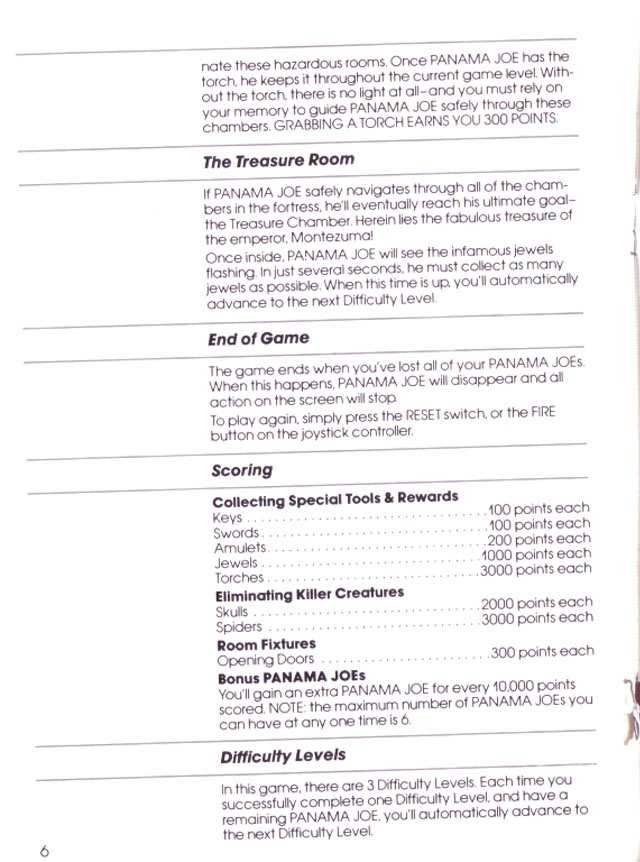 nate these hazardous rooms. Once PANAMA JOE has the
torch, he keeps it throughout the current game level. With-
out the torch, there is no light at all–and you must rely on
your memory to guide PANAMA JOE safely through these
chambers. GRABBING A TORCH EARNS YOU 300 POINTS.
The Treasure Room
If PANAMA JOE safely navigates through all of the cham-
bers in the fortress, he'll eventually reach his ultimate goal–
the Treasure Chamber. Herein lies the fabulous treasure of
the emperor, Montezuma!
Once inside, PANAMA JOE will see the infamous jewels
flashing. In just several seconds, he must collect as many
jewels as possible. When this time is up, you'll automatically
advance to the next Difficulty Level.
End of Game
The game ends when you've lost all of your PANAMA JOEs.
When this happens, PANAMA JOE will disappear and all
action on the screen will stop.
To play again, simply press the RESET switch, or the FIRE
button on the joystick controller.
Scoring
Collecting Special Tools & Rewards
Keys . . . . . . . . . . . . . . . . . . . . . . . . . . . . . . . . . . . 100 points each
Swords . . . . . . . . . . . . . . . . . . . . . . . . . . . . . . . . . 100 points each
Amulets . . . . . . . . . . . . . . . . . . . . . . . . . . . . . . . . 200 points each
Jewels . . . . . . . . . . . . . . . . . . . . . . . . . . . . . . . . 1000 points each
Torches . . . . . . . . . . . . . . . . . . . . . . . . . . . . . . . 3000 points each
Eliminating Killer Creatures
Skulls . . . . . . . . . . . . . . . . . . . . . . . . . . . . . . . . . 2000 points each
Spiders . . . . . . . . . . . . . . . . . . . . . . . . . . . . . . . 3000 points each
Room Fixtures
Opening Doors . . . . . . . . . . . . . . . . . . . . . . . . 300 points each
Bonus PANAMA JOEs
You'll gain an extra PANAMA JOE for every 10,000 points
scored. NOTE: the maximum number of PANAMA JOEs you
can have at any one time is 6.
Difficulty Levels
In this game, there are 3 Difficulty Levels. Each time you
successfully complete one Difficulty Level, and have a
remaining PANAMA JOE, you'll automatically advance to
the next Difficulty Level.
6